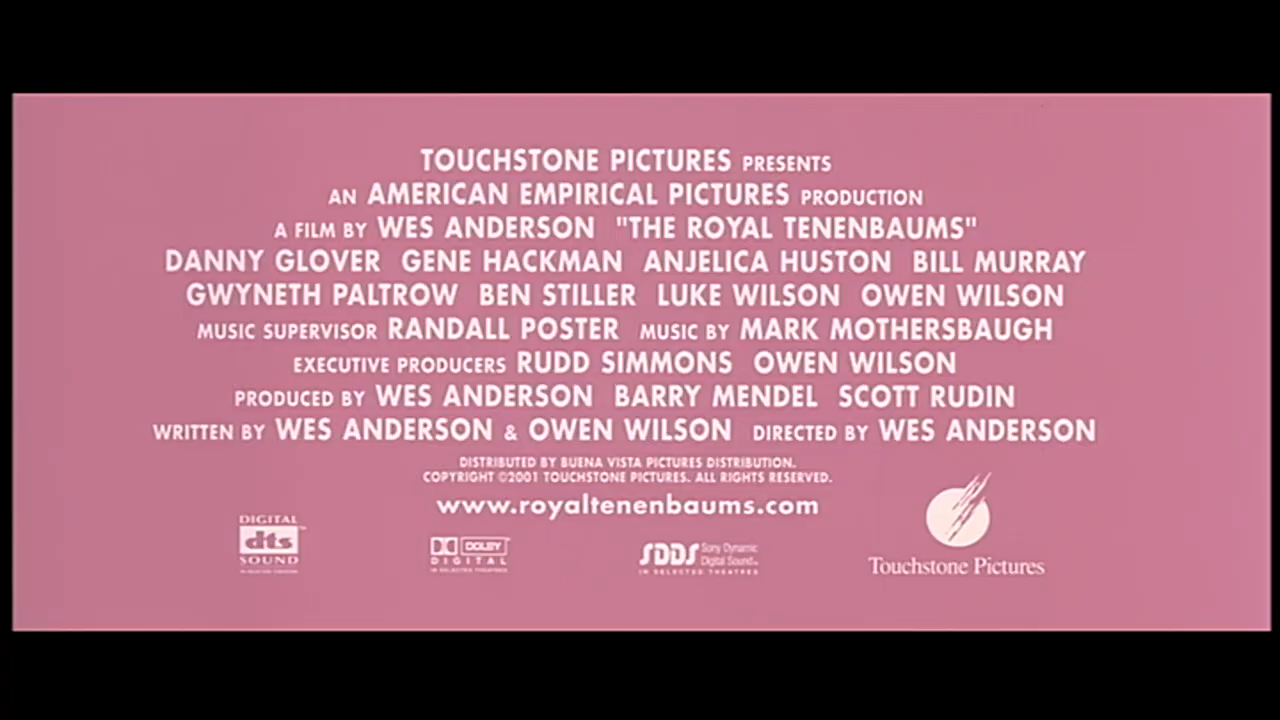 TOUCHSTONE PICTURES PRESENTS
AN AMERICAN EMPIRICAL PICTURES PRODUCTION
A FILM BY WES ANDERSON "THE ROYAL TENENBAUMS"
DANNY GLOVER GENE HACKMAN ANJELICA HUSTON BILL MURRAY
GWYNETH PALTROW BEN STILLER LUKE WILSON OWEN WILSON
MUSIC SUPERVISOR RANDALL POSTER MUSIC BY MARK MOTHERSBAUGH
EXECUTIVE PRODUCERS RUDD SIMMONS OWEN WILSON
PRODUCED BY WES ANDERSON BARRY MENDEL SCOTT RUDIN
WRITTEN BY WES ANDERSON & OWEN WILSON DIRECTED BY WES ANDERSON
DISTRIBUTED BY BUENA VISTA PICTURES DISTRIBUTION.
COPYRIGHT ©2001 TOUCHSTONE PICTURES. ALL RIGHTS RESERVED.
www.royaltenenbaums.com
DIGITAL
dts
SOUND
DOLBY
DIGITAL
IN SELECTED THEATRES
SDDS Sony Dynamic
Digital Sound
IN SELECTED THEATRES
Touchstone Pictures